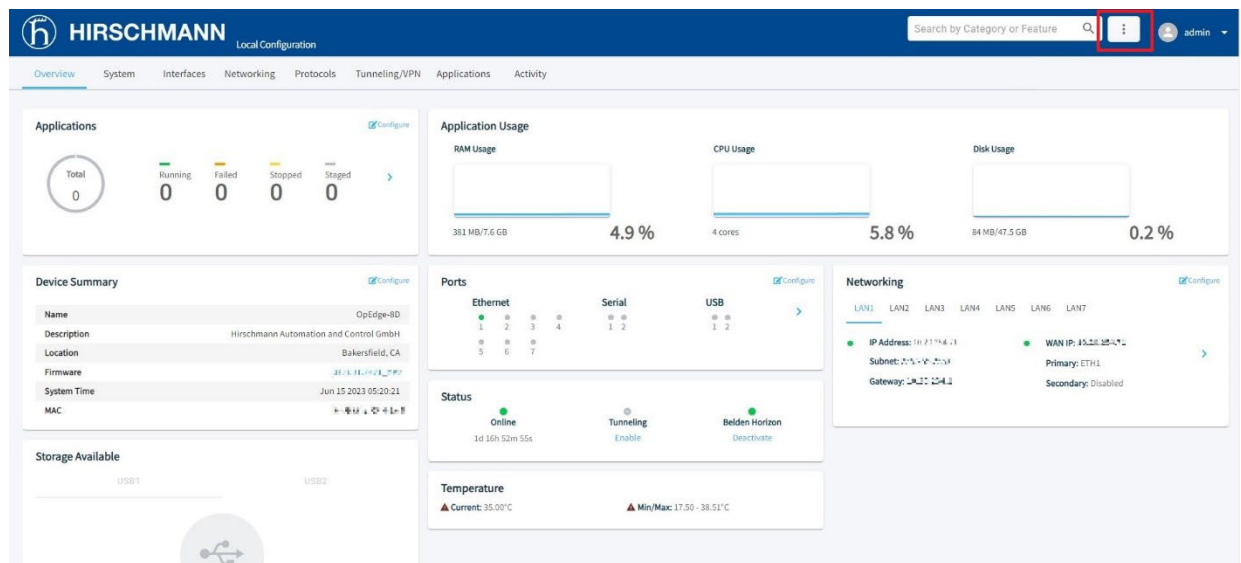 HIRSCHMANN Local Configuration
Search by Category or Feature
admin
Overview System Interfaces Networking Protocols Tunneling/VPN Applications Activity
Applications Configure
Total
0
Running Failed Stopped Staged
0 0 0 0
Application Usage
RAM Usage CPU Usage Disk Usage
381 MB/7.6 GB 4.9 % 4 cores 5.8 % 84 MB/47.5 GB 0.2 %
Device Summary Configure
Name OpEdge-8D
Description Hirschmann Automation and Control GmbH
Location Bakersfield, CA
Firmware
System Time Jun 15 2023 05:20:21
MAC
Storage Available
USB1 USB2
Ports Configure
Ethernet Serial USB
1 2 3 4 1 2 1 2
5 6 7
Status
Online Tunneling Belden Horizon
1d 16h 52m 55s Enable Deactivate
Temperature
Current: 35.00°C Min/Max: 17.50 - 38.51°C
Networking Configure
LAN1 LAN2 LAN3 LAN4 LAN5 LAN6 LAN7
IP Address: WAN IP:
Subnet: Primary: ETH1
Gateway: Secondary: Disabled